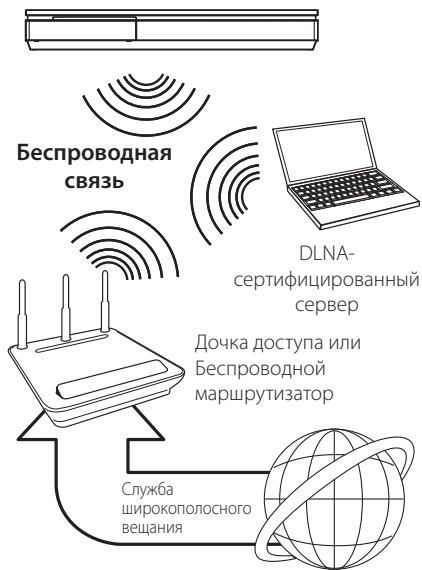 Беспроводная
связь
DLNA-
сертифицированный
сервер
Дочка доступа или
Беспроводной
маршрутизатор
Служба
широкополосного
вещания